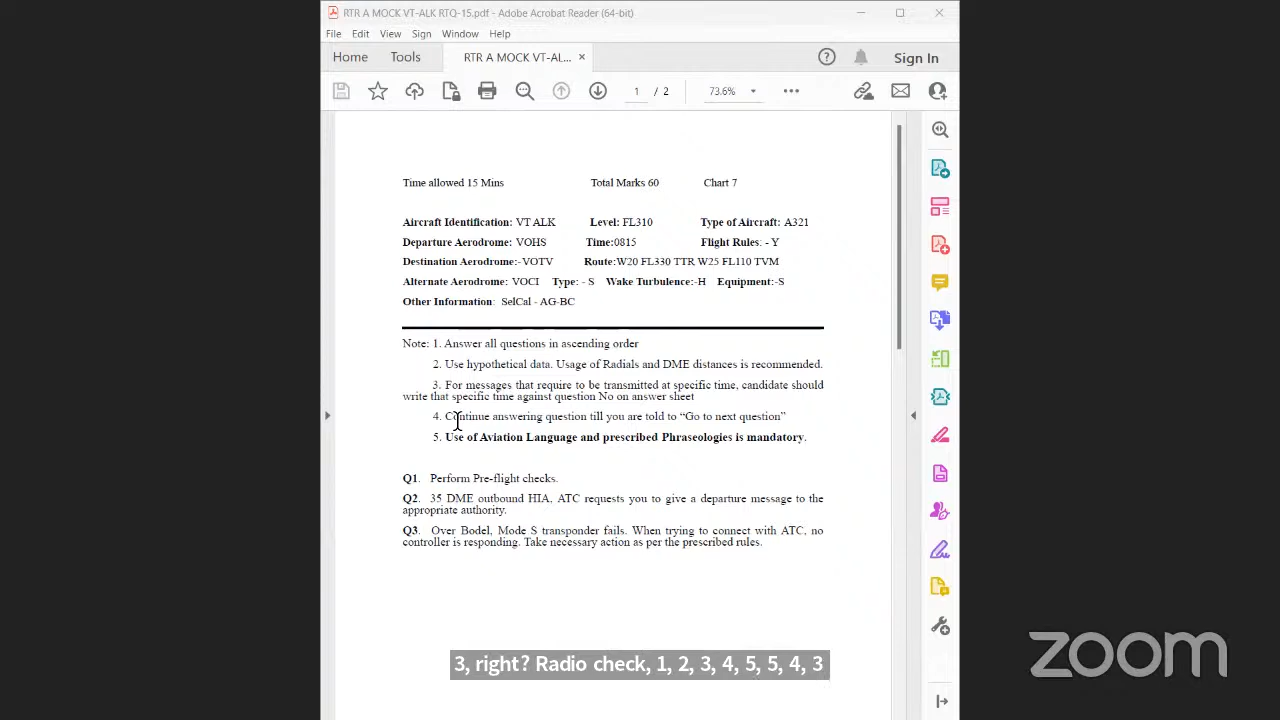 RTR A MOCK VT-ALK RTQ-15.pdf - Adobe Acrobat Reader (64-bit)
File Edit View Sign Window Help
Home Tools RTR A MOCK VT-AL... × Sign In
1 / 2 73.6%
Time allowed 15 Mins Total Marks 60 Chart 7
Aircraft Identification: VT ALK Level: FL310 Type of Aircraft: A321
Departure Aerodrome: VOHS Time:0815 Flight Rules: - Y
Destination Aerodrome:- VOTV Route:W20 FL330 TTR W25 FL110 TVM
Alternate Aerodrome: VOCI Type: - S Wake Turbulence:-H Equipment:-S
Other Information: SelCal - AG-BC
Note: 1. Answer all questions in ascending order
2. Use hypothetical data. Usage of Radials and DME distances is recommended.
3. For messages that require to be transmitted at specific time, candidate should
write that specific time against question No on answer sheet
4. Continue answering question till you are told to “Go to next question”
5. Use of Aviation Language and prescribed Phraseologies is mandatory.
Q1. Perform Pre-flight checks.
Q2. 35 DME outbound HIA, ATC requests you to give a departure message to the
appropriate authority.
Q3. Over Bodel, Mode S transponder fails. When trying to connect with ATC, no
controller is responding. Take necessary action as per the prescribed rules.
3, right? Radio check, 1, 2, 3, 4, 5, 5, 4, 3
zoom